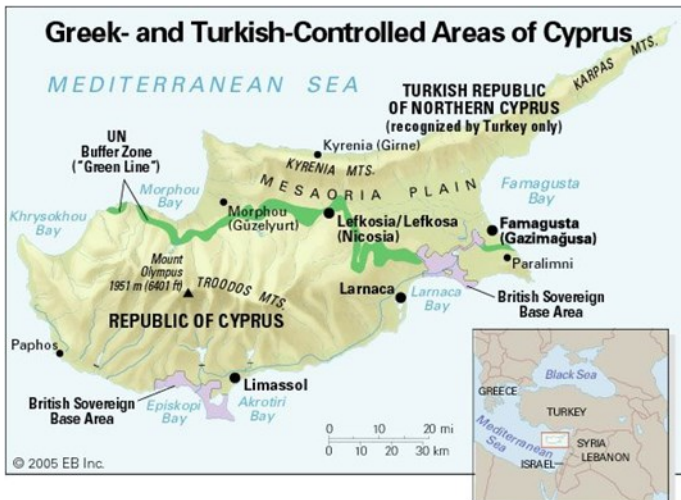 Greek- and Turkish-Controlled Areas of Cyprus
MEDITERRANEAN SEA
KARPAS MTS.
TURKISH REPUBLIC
OF NORTHERN CYPRUS
(recognized by Turkey only)
UN
Buffer Zone
("Green Line")
Kyrenia (Girne)
KYRENIA MTS.
MESAORIA PLAIN
Famagusta
Bay
Morphou
Bay
Khrysokhou
Bay
Morphou
(Güzelyurt)
Lefkosia/Lefkosa
(Nicosia)
Famagusta
(Gazimağusa)
Paralimni
Mount
Olympus
1951 m (6401 ft)
TROODOS MTS.
Larnaca
Larnaca
Bay
British Sovereign
Base Area
REPUBLIC OF CYPRUS
Paphos
Limassol
British Sovereign
Base Area
Episkopi
Bay
Akrotiri
Bay
0 10 20 mi
0 10 20 30 km
© 2005 EB Inc.
Black Sea
GREECE
TURKEY
Mediterranean
Sea
SYRIA
LEBANON
ISRAEL